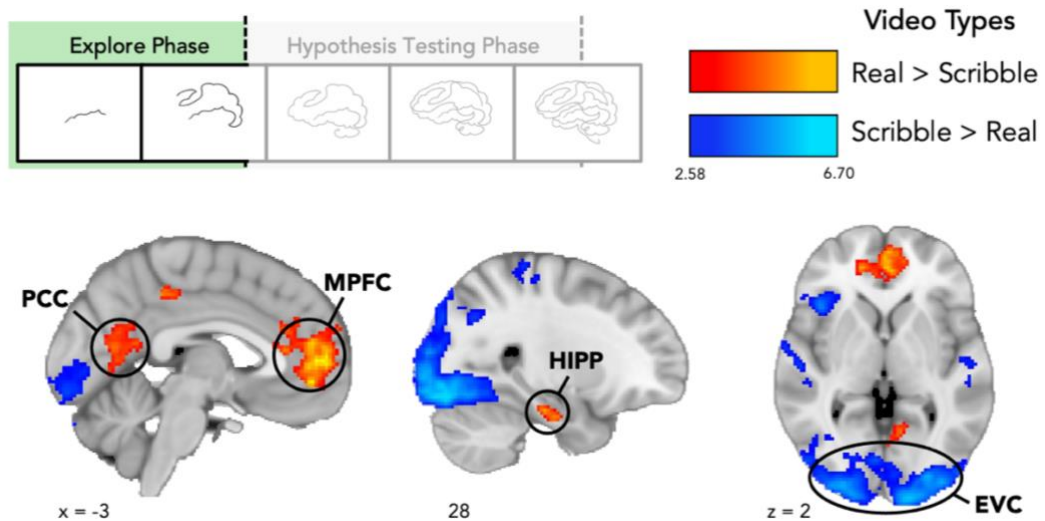 Explore Phase
Hypothesis Testing Phase
Video Types
Real > Scribble
Scribble > Real
2.58
6.70
PCC
MPFC
HIPP
EVC
x = -3
28
z = 2